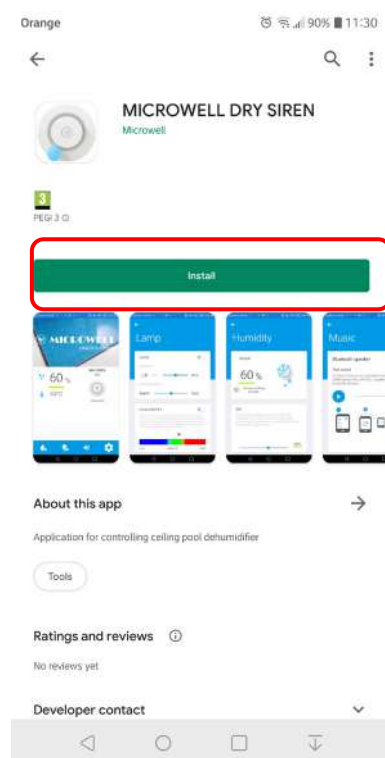 Orange 90% 11:30
MICROWELL DRY SIREN
Microwell
3
PEGI 3
Install
MICROWELL
60 %
Lamp
Humidity
60 %
Music
About this app
Application for controlling ceiling pool dehumidifier
Tools
Ratings and reviews
No reviews yet
Developer contact